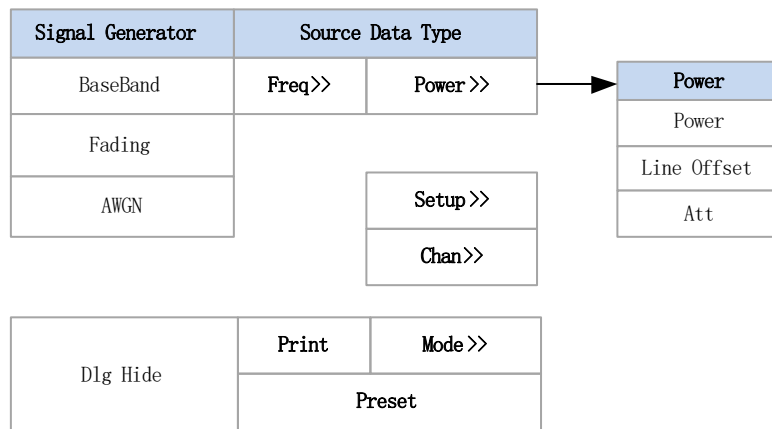 Signal Generator
Source Data Type
BaseBand
Freq>>
Power>>
Power
Power
Fading
Line Offset
AWGN
Setup>>
Att
Chan>>
Dlg Hide
Print
Mode>>
Preset